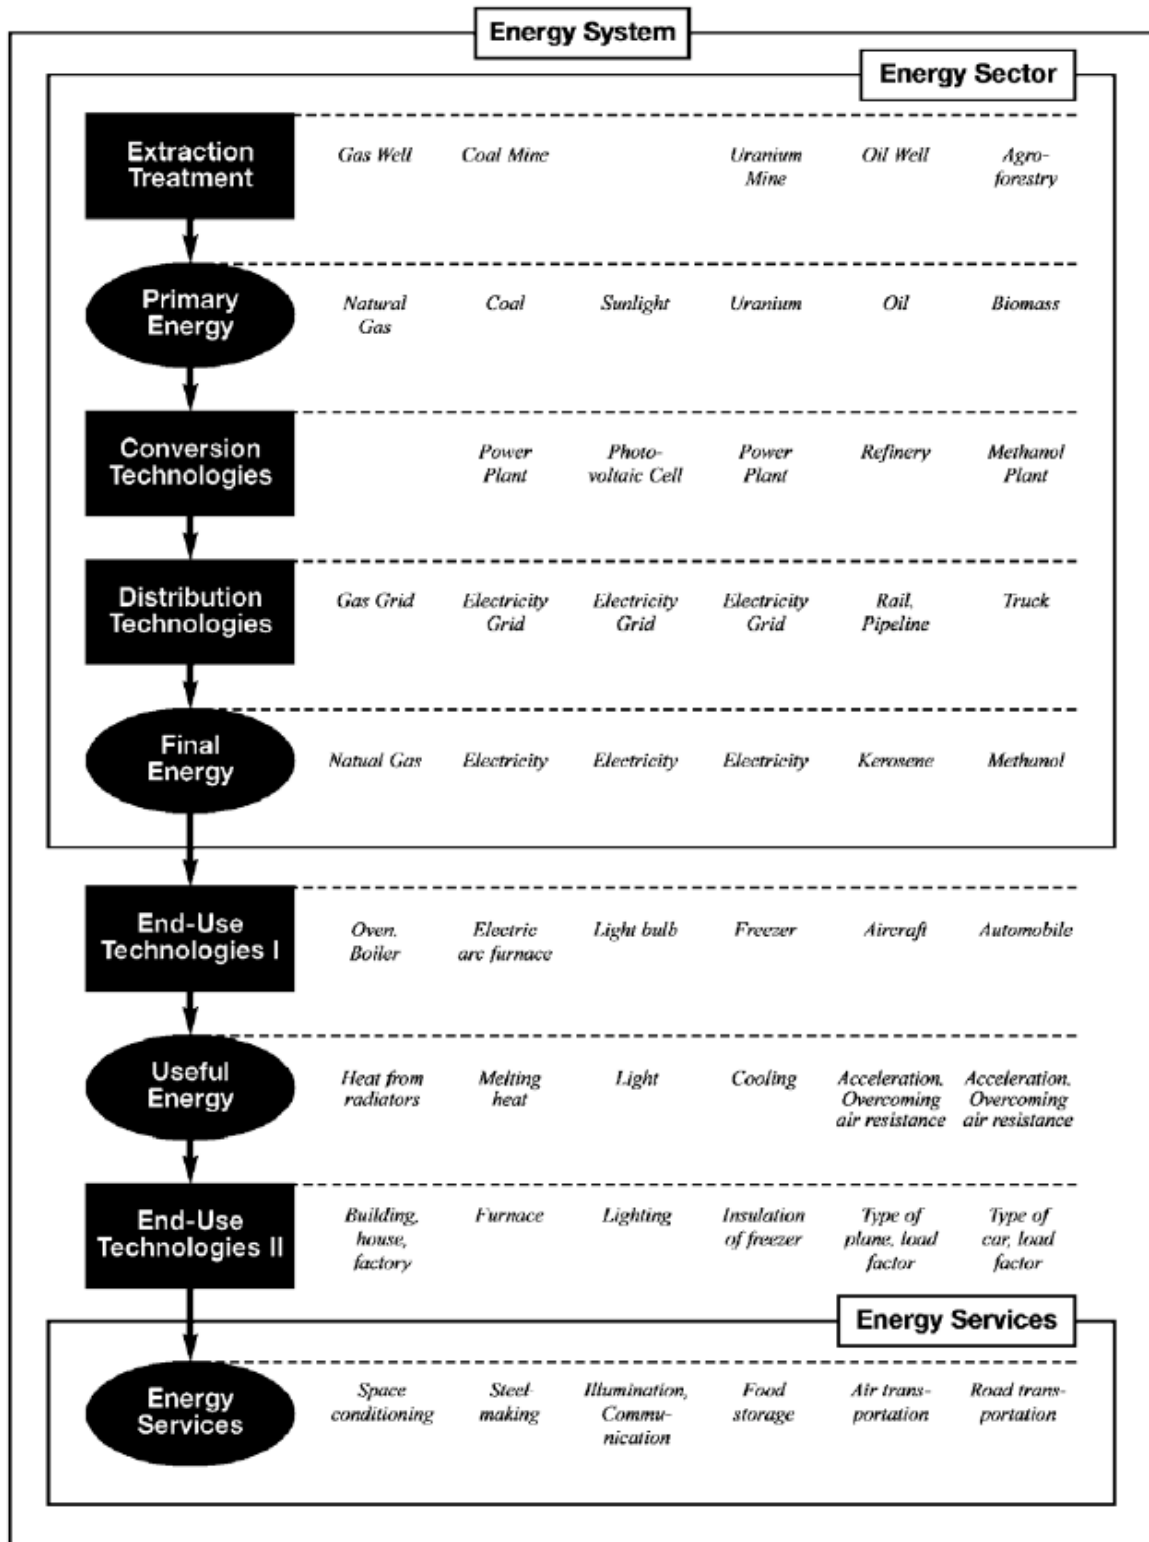 Energy System
Energy Sector
Extraction
Treatment
Gas Well
Coal Mine
Uranium
Mine
Oil Well
Agro-
forestry
Primary
Energy
Natural
Gas
Coal
Sunlight
Uranium
Oil
Biomass
Conversion
Technologies
Power
Plant
Photo-
voltaic Cell
Power
Plant
Refinery
Methanol
Plant
Distribution
Technologies
Gas Grid
Electricity
Grid
Electricity
Grid
Electricity
Grid
Rail,
Pipeline
Truck
Final
Energy
Natual Gas
Electricity
Electricity
Electricity
Kerosene
Methanol
End-Use
Technologies I
Oven,
Boiler
Electric
arc furnace
Light bulb
Freezer
Aircraft
Automobile
Useful
Energy
Heat from
radiators
Melting
heat
Light
Cooling
Acceleration,
Overcoming
air resistance
Acceleration,
Overcoming
air resistance
End-Use
Technologies II
Building,
house,
factory
Furnace
Lighting
Insulation
of freezer
Type of
plane, load
factor
Type of
car, load
factor
Energy Services
Energy
Services
Space
conditioning
Steel-
making
Illumination,
Commu-
nication
Food
storage
Air trans-
portation
Road trans-
portation